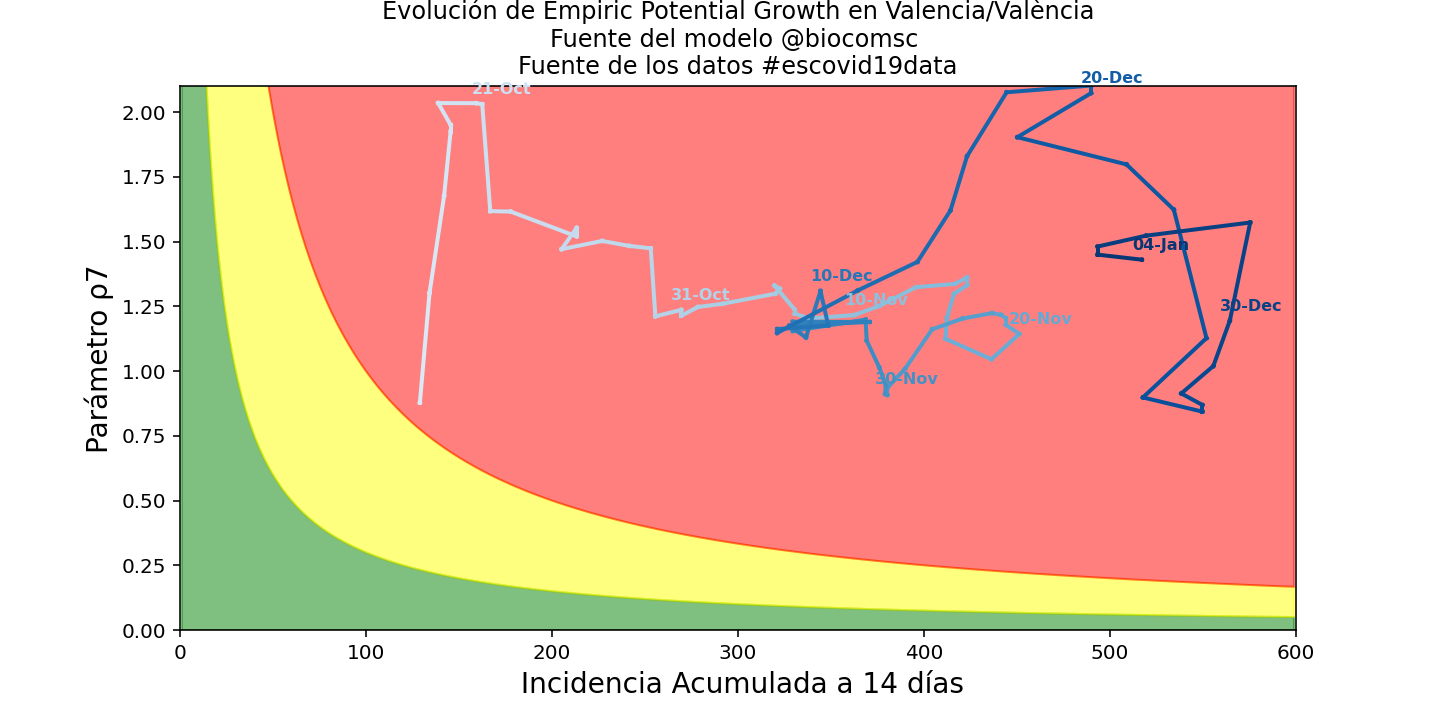 Evolución de Empiric Potential Growth en Valencia/València
Fuente del modelo @biocomsc
Fuente de los datos #escovid19data
20-Dec
21-Oct
2.00
1.75
1.50
04-Jan
10-Dec
31-Oct
10-Nov
1.25
30-Dec
20-Nov
1.00
30-Nov
0.75
0.50
0.25
0.00
Parámetro ρ7
0
100
200
300
400
500
600
Incidencia Acumulada a 14 días